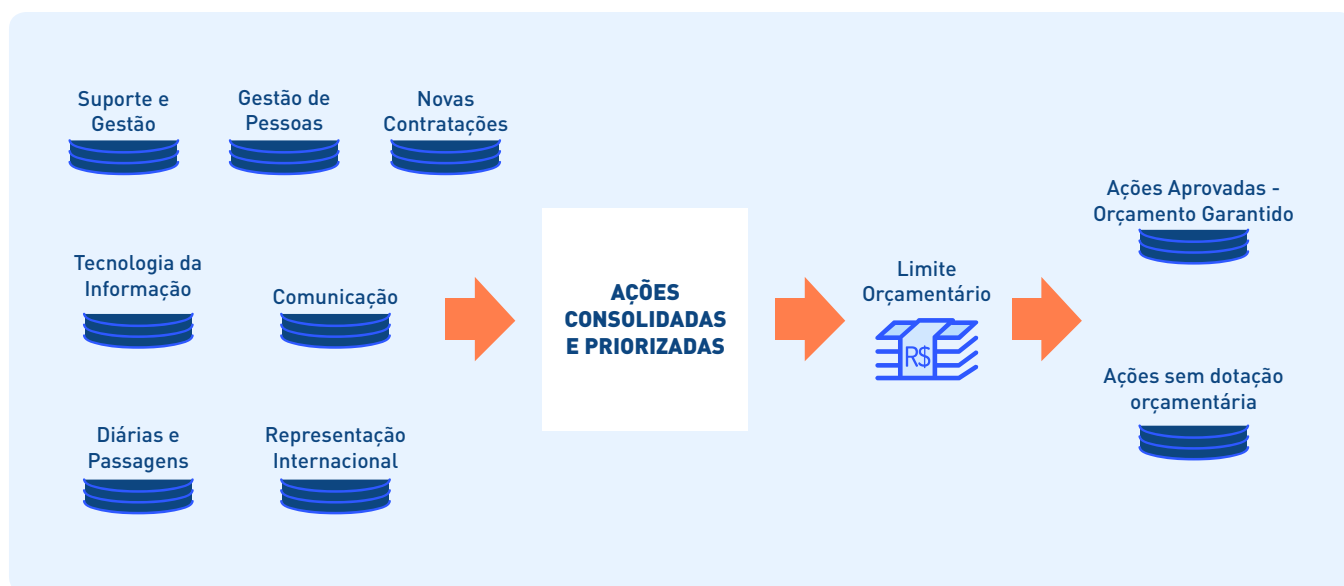 Suporte e
Gestão
Gestão de
Pessoas
Novas
Contratações
Tecnologia da
Informação
Comunicação
Diárias e
Passagens
Representação
Internacional
AÇÕES
CONSOLIDADAS
E PRIORIZADAS
Limite
Orçamentário
R$
Ações Aprovadas -
Orçamento Garantido
Ações sem dotação
orçamentária